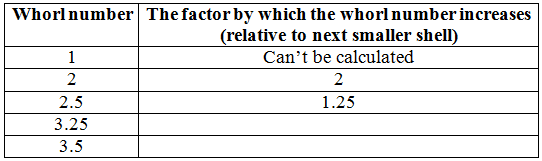 Whorl number The factor by which the whorl number increases
(relative to next smaller shell)
1 Can't be calculated
2 2
2.5 1.25
3.25
3.5